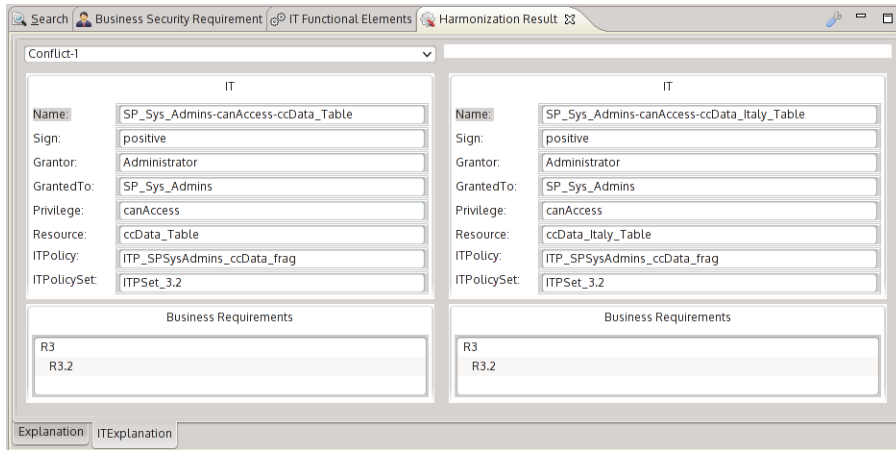 Search Business Security Requirement IT Functional Elements Harmonization Result
Conflict-1
IT
Name: SP_Sys_Admins-canAccess-ccData_Table
Sign: positive
Grantor: Administrator
GrantedTo: SP_Sys_Admins
Privilege: canAccess
Resource: ccData_Table
ITPolicy: ITP_SPSysAdmins_ccData_frag
ITPolicySet: ITPSet_3.2
Business Requirements
R3
R3.2
IT
Name: SP_Sys_Admins-canAccess-ccData_Italy_Table
Sign: positive
Grantor: Administrator
GrantedTo: SP_Sys_Admins
Privilege: canAccess
Resource: ccData_Italy_Table
ITPolicy: ITP_SPSysAdmins_ccData_frag
ITPolicySet: ITPSet_3.2
Business Requirements
R3
R3.2
Explanation ITExplanation